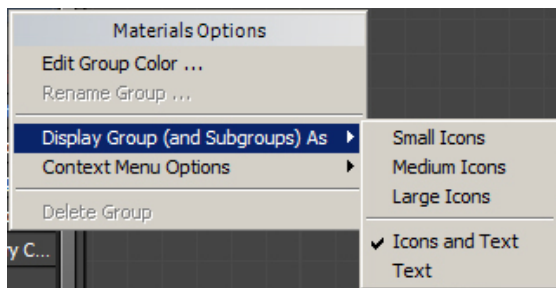 Materials Options
Edit Group Color ...
Rename Group ...
Display Group (and Subgroups) As
Context Menu Options
Delete Group
Small Icons
Medium Icons
Large Icons
Icons and Text
Text
y C...